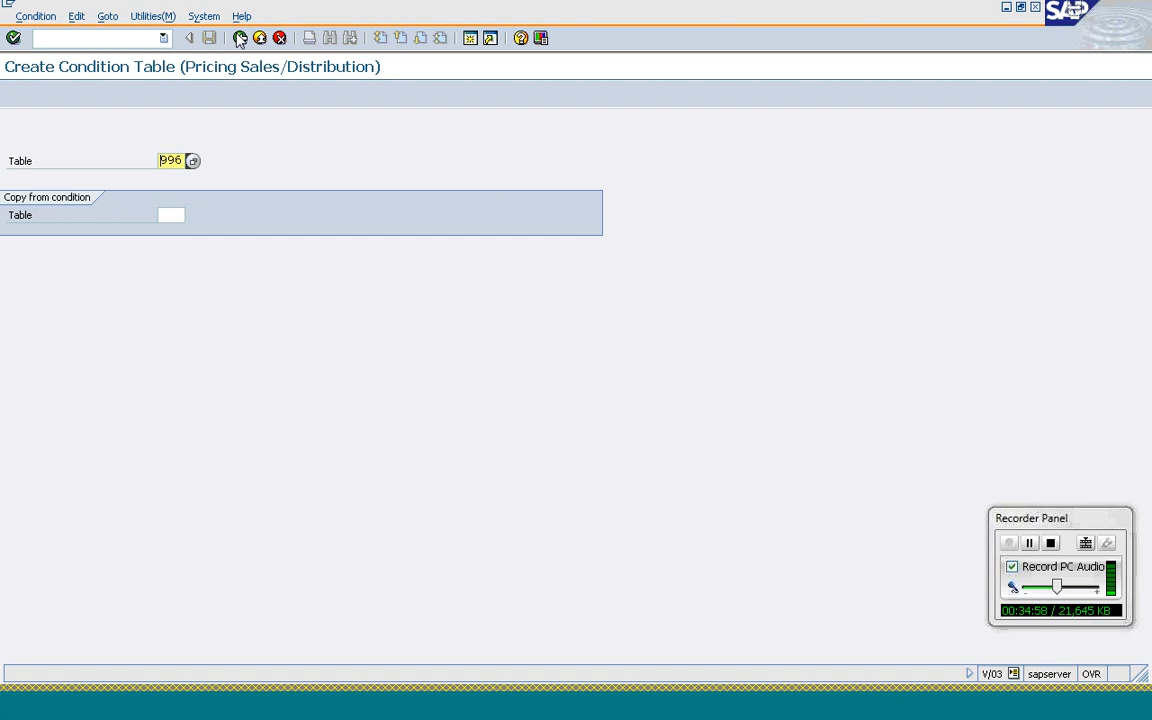 Condition Edit Goto Utilities(M) System Help
SAP
Create Condition Table (Pricing Sales/Distribution)
Table 996
Copy from condition
Table
Recorder Panel
Record PC Audio
- +
00:34:58 / 21,645 KB
V/03 sapserver OVR